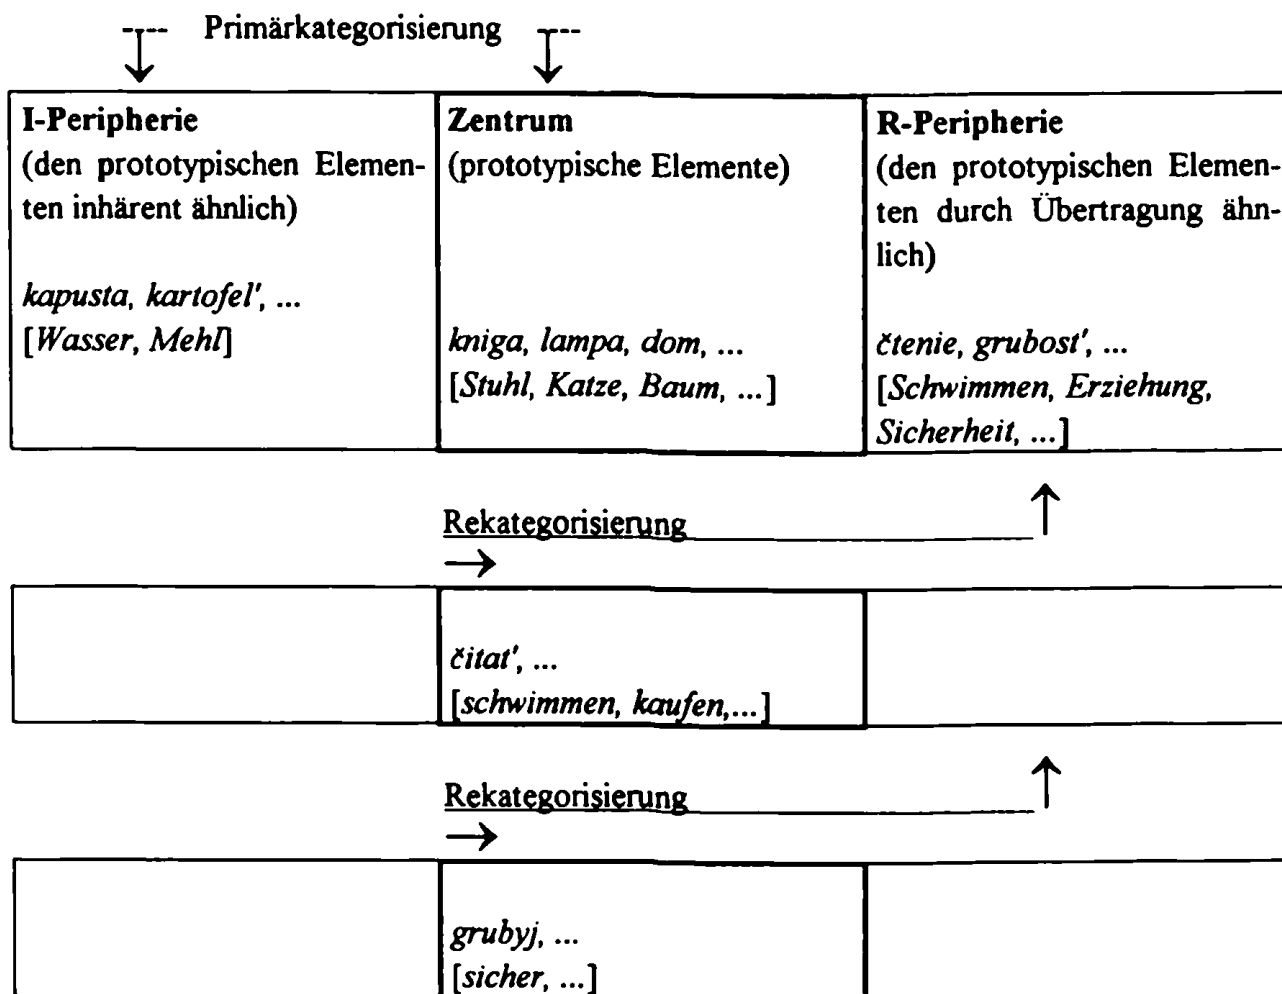 Primärkategorisierung
I-Peripherie
(den prototypischen Elemen-
ten inhärent ähnlich)
kapusta, kartofel', ...
[Wasser, Mehl]
Zentrum
(prototypische Elemente)
kniga, lampa, dom, ...
[Stuhl, Katze, Baum, ...]
R-Peripherie
(den prototypischen Elemen-
ten durch Übertragung ähn-
lich)
čtenie, grubost', ...
[Schwimmen, Erziehung,
Sicherheit, ...]
Rekategorisierung
čitat', ...
[schwimmen, kaufen,...]
Rekategorisierung
grubyj, ...
[sicher, ...]